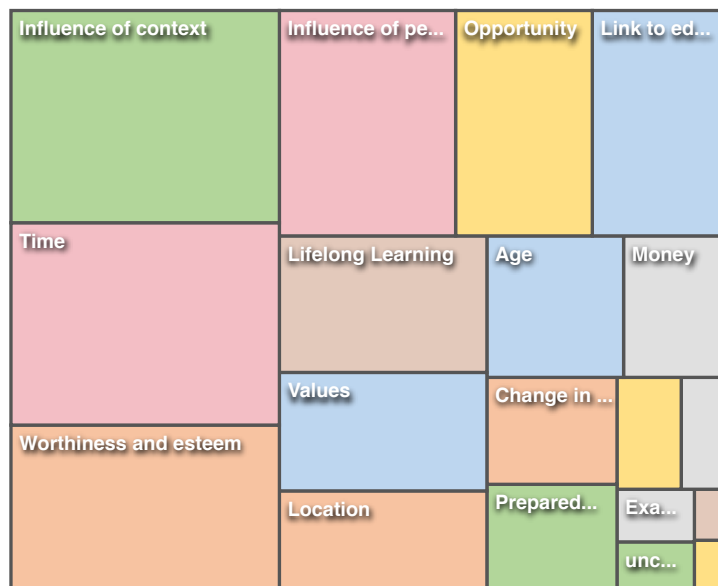 Influence of context
Influence of pe...
Opportunity
Link to ed...
Time
Lifelong Learning
Age
Money
Values
Change in ...
Worthiness and esteem
Location
Prepared...
Exa...
unc...